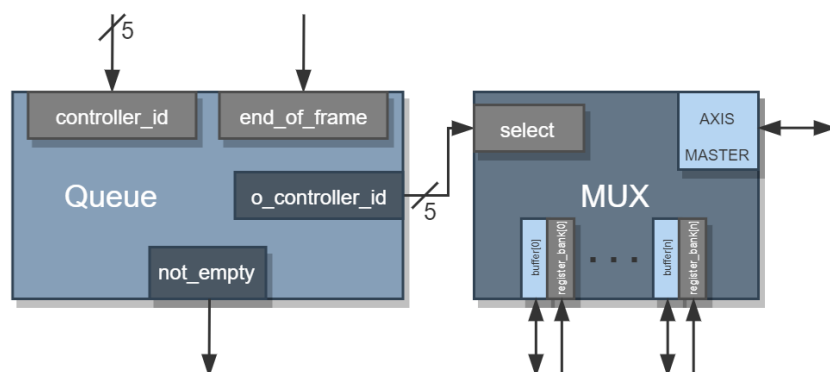 5
controller_id
end_of_frame
Queue
o_controller_id
5
not_empty
select
AXIS
MASTER
MUX
buffer[0]
register_bank[0]
. . .
buffer[n]
register_bank[n]